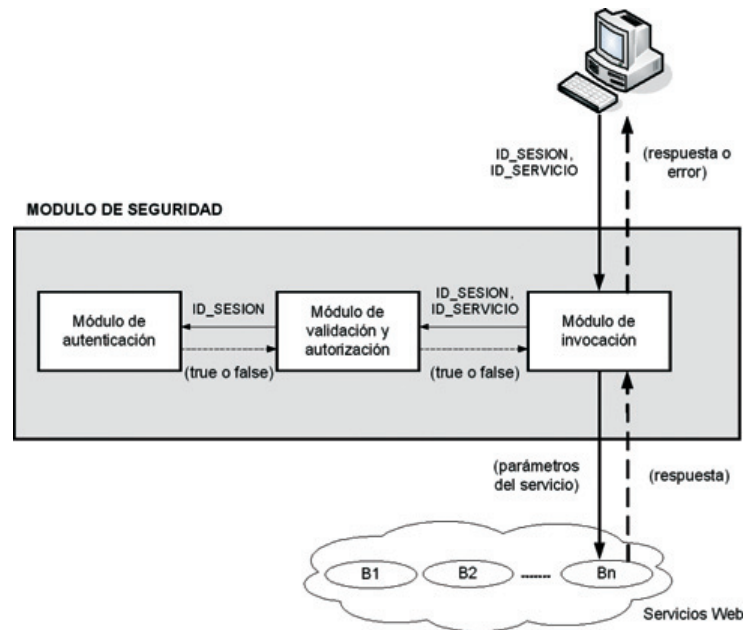 ID_SESION,
ID_SERVICIO
(respuesta o
error)
MODULO DE SEGURIDAD
Módulo de
autenticación
ID_SESION
(true o false)
Módulo de
validación y
autorización
ID_SESION,
ID_SERVICIO
(true o false)
Módulo de
invocación
(parámetros
del servicio)
(respuesta)
B1
B2
.......
Bn
Servicios Web